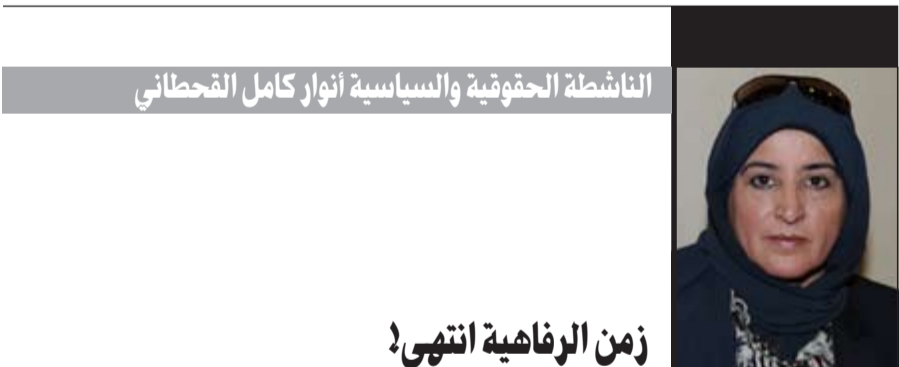 الناشطة الحقوقية والسياسية أنوار كامل القحطاني
زمن الرفاهية انتهى!